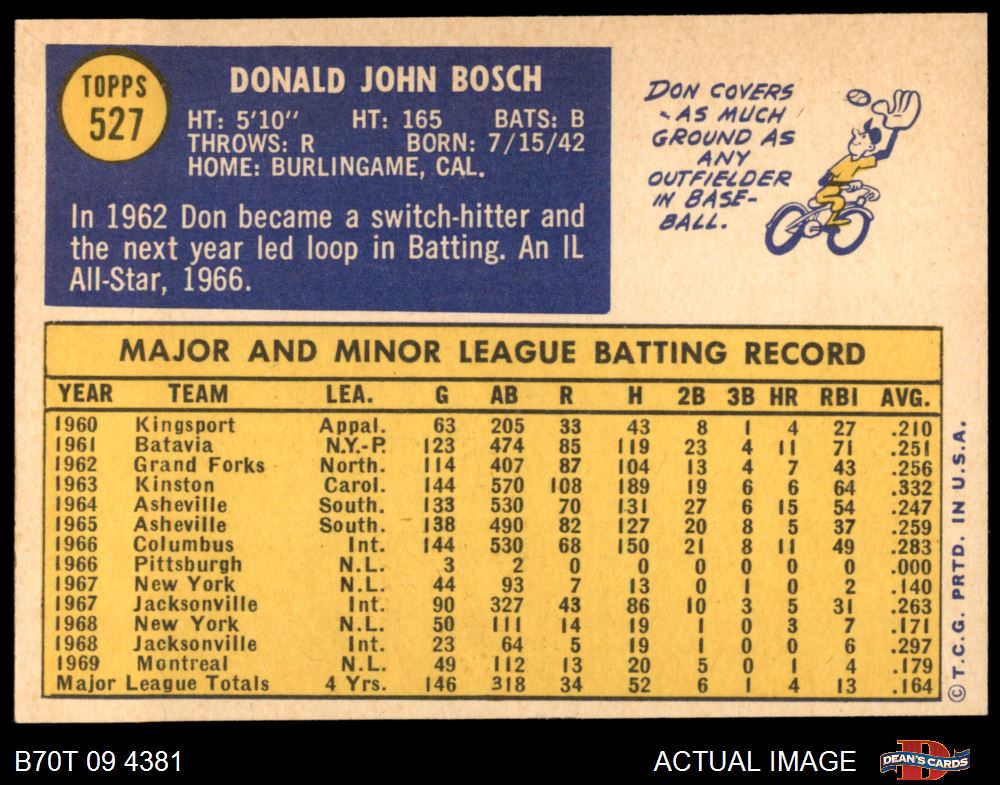 TOPPS
527
DONALD JOHN BOSCH
HT: 5'10" HT: 165 BATS: B
THROWS: R BORN: 7/15/42
HOME: BURLINGAME, CAL.
In 1962 Don became a switch-hitter and
the next year led loop in Batting. An IL
All-Star, 1966.
DON COVERS
AS MUCH
GROUND AS
ANY
OUTFIELDER
IN BASE-
BALL.
MAJOR AND MINOR LEAGUE BATTING RECORD
YEAR TEAM LEA. G AB R H 2B 3B HR RBI AVG.
1960 Kingsport Appal. 63 205 33 43 8 1 4 27 .210
1961 Batavia N.Y.-P. 123 474 85 119 23 4 11 71 .251
1962 Grand Forks North. 114 407 87 104 13 4 7 43 .256
1963 Kinston Carol. 144 570 108 189 19 6 6 64 .332
1964 Asheville South. 133 530 70 131 27 6 15 54 .247
1965 Asheville South. 138 490 82 127 20 8 5 37 .259
1966 Columbus Int. 144 530 68 150 21 8 11 49 .283
1966 Pittsburgh N.L. 3 2 0 0 0 0 0 0 .000
1967 New York N.L. 44 93 7 13 0 1 0 2 .140
1967 Jacksonville Int. 90 327 43 86 10 3 5 31 .263
1968 New York N.L. 50 111 14 19 1 0 3 7 .171
1968 Jacksonville Int. 23 64 5 19 1 0 0 6 .297
1969 Montreal N.L. 49 112 13 20 5 0 1 4 .179
Major League Totals 4 Yrs. 146 318 34 52 6 1 4 13 .164
© T.C.G. PRTD. IN U.S.A.
B70T 09 4381
ACTUAL IMAGE
D
DEAN'S CARDS